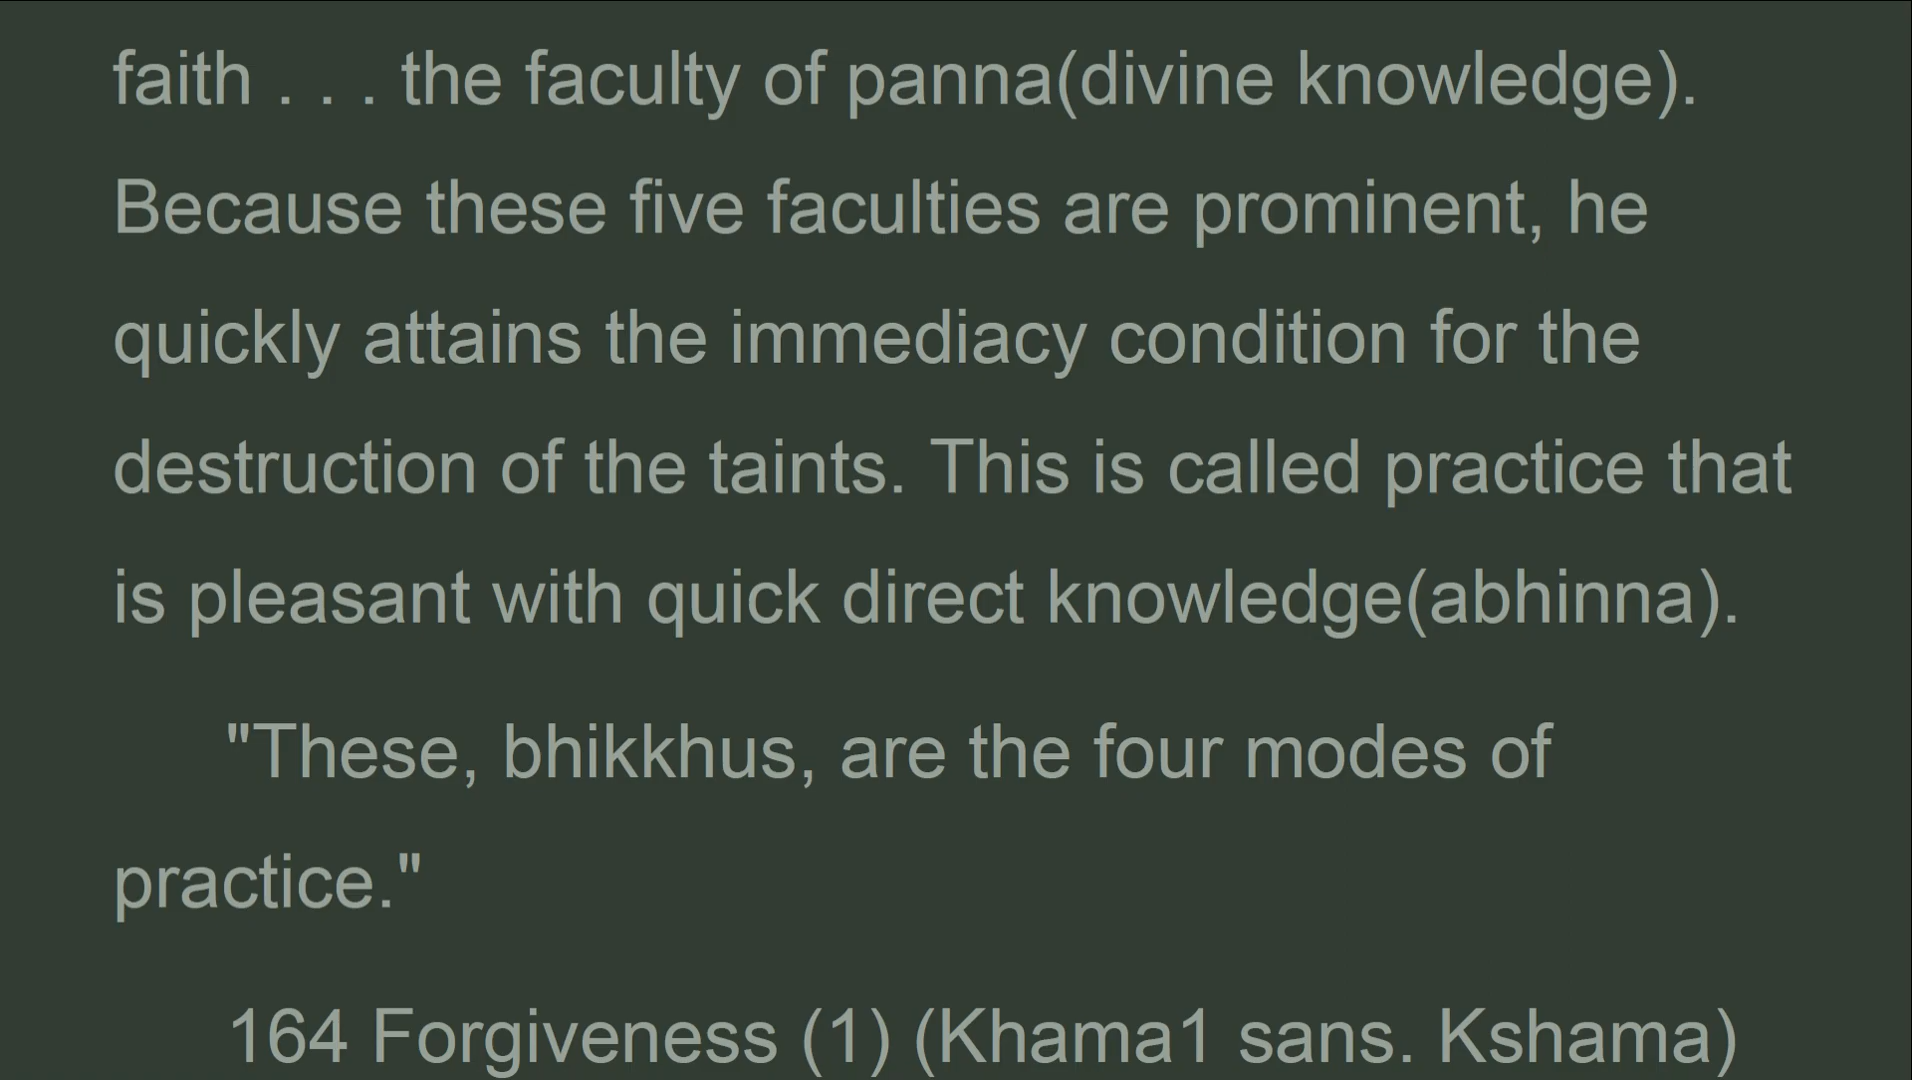 faith . . . the faculty of panna(divine knowledge).
Because these five faculties are prominent, he
quickly attains the immediacy condition for the
destruction of the taints. This is called practice that
is pleasant with quick direct knowledge(abhinna).
"These, bhikkhus, are the four modes of
practice."
164 Forgiveness (1) (Khama1 sans. Kshama)